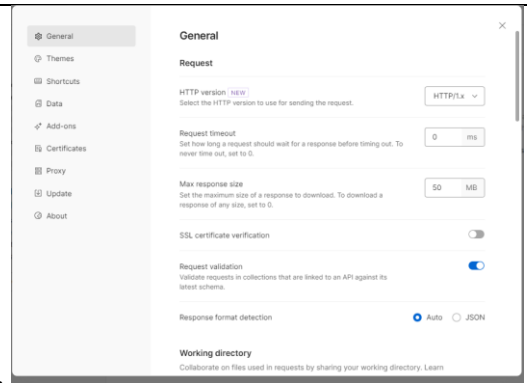 General
Themes
Shortcuts
Data
Add-ons
Certificates
Proxy
Update
About
General
Request
HTTP version NEW
Select the HTTP version to use for sending the request.
HTTP/1.x
Request timeout
Set how long a request should wait for a response before timing out. To
never time out, set to 0.
0 ms
Max response size
Set the maximum size of a response to download. To download a
response of any size, set to 0.
50 MB
SSL certificate verification
Request validation
Validate requests in collections that are linked to an API against its
latest schema.
Response format detection
Auto JSON
Working directory
Collaborate on files used in requests by sharing your working directory. Learn